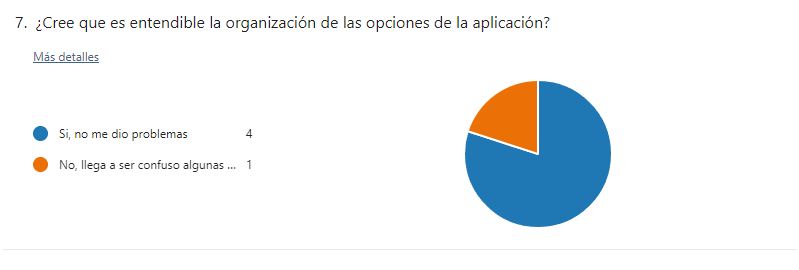 7. ¿Cree que es entendible la organización de las opciones de la aplicación?
Más detalles
Si, no me dio problemas 4
No, llega a ser confuso algunas ... 1